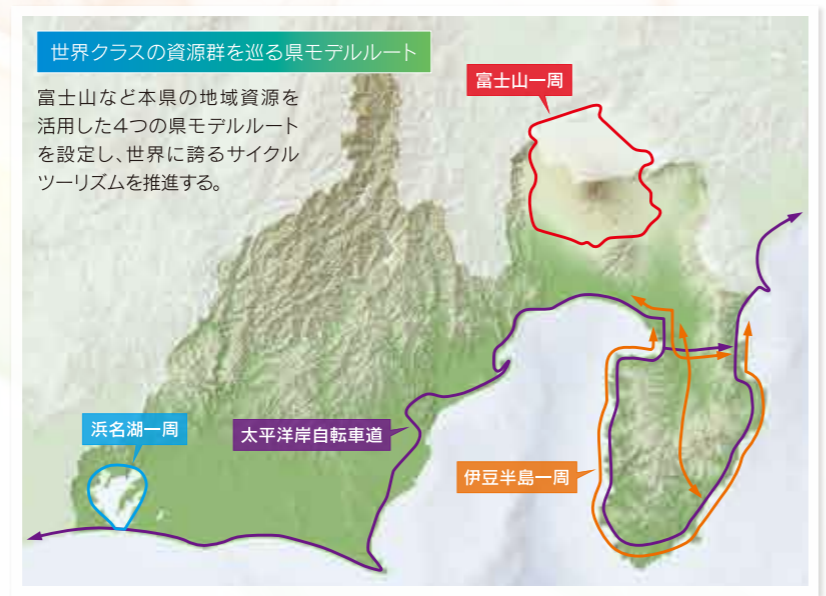 世界クラスの資源群を巡る県モデルルート
富士山など本県の地域資源を
活用した4つの県モデルルート
を設定し、世界に誇るサイクル
ツーリズムを推進する。
富士山一周
浜名湖一周
太平洋岸自転車道
伊豆半島一周